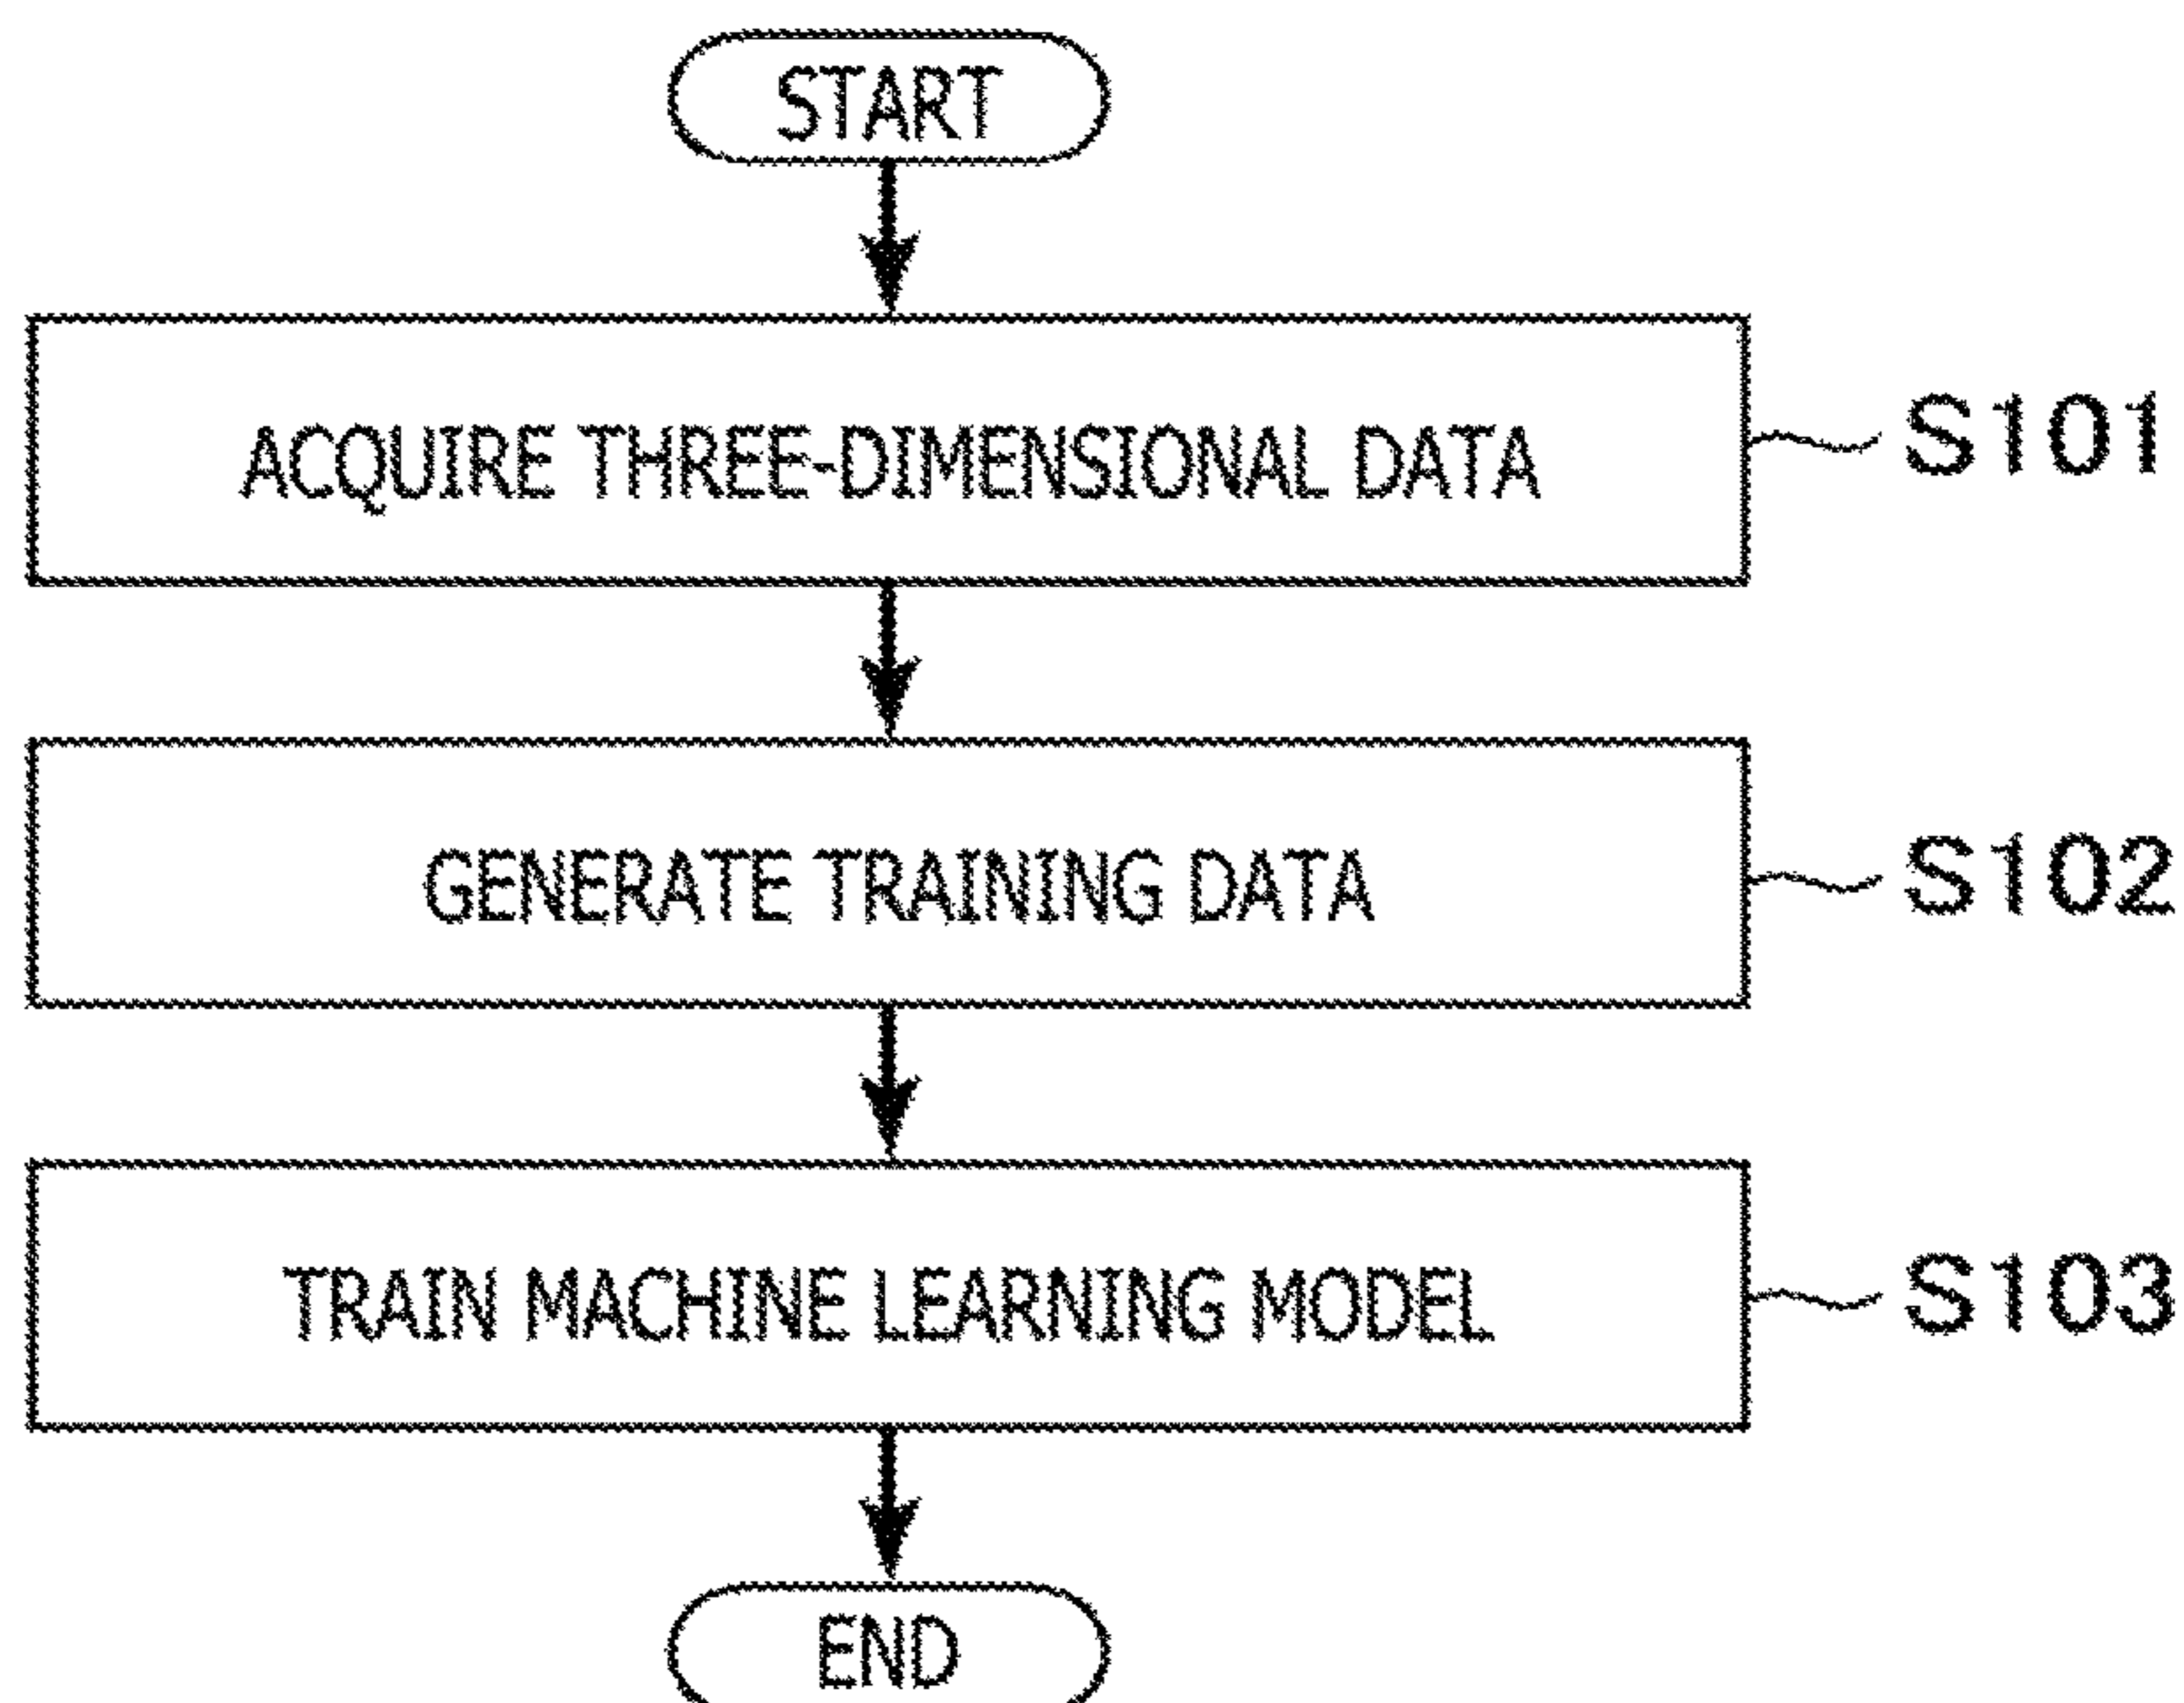 START
ACQUIRE THREE-DIMENSIONAL DATA
S101
GENERATE TRAINING DATA
S102
TRAIN MACHINE LEARNING MODEL
S103
END